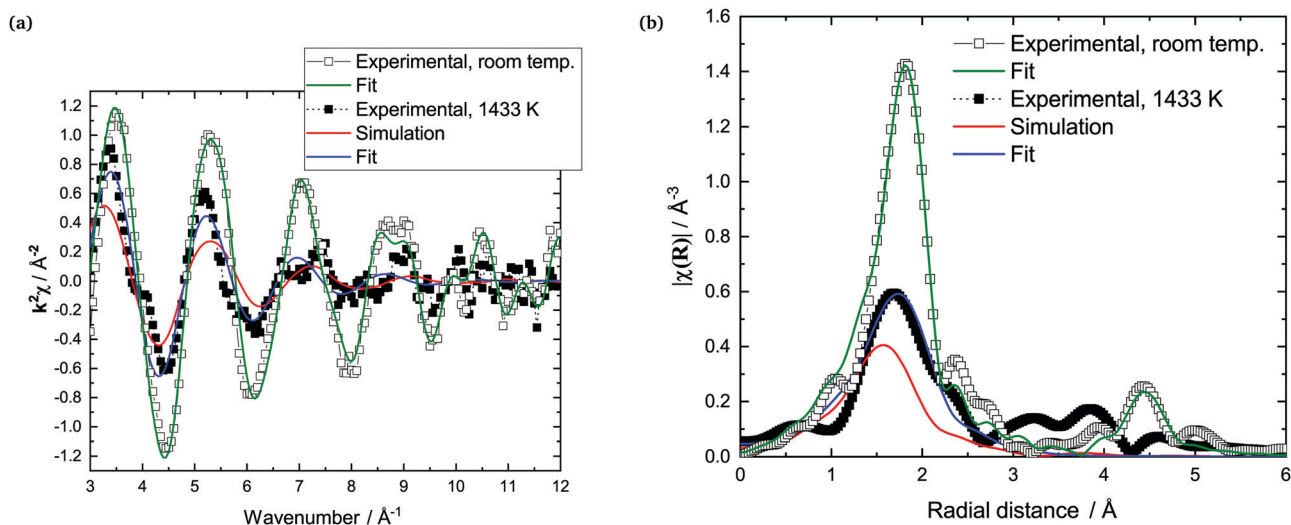 (a)
Experimental, room temp.
Fit
Experimental, 1433 K
Simulation
Fit
k²χ / Å⁻²
1.2
1.0
0.8
0.6
0.4
0.2
0.0
-0.2
-0.4
-0.6
-0.8
-1.0
-1.2
3 4 5 6 7 8 9 10 11 12
Wavenumber / Å⁻¹
(b)
Experimental, room temp.
Fit
Experimental, 1433 K
Simulation
Fit
|χ(R)| / Å⁻³
1.6
1.4
1.2
1.0
0.8
0.6
0.4
0.2
0.0
0 1 2 3 4 5 6
Radial distance / Å